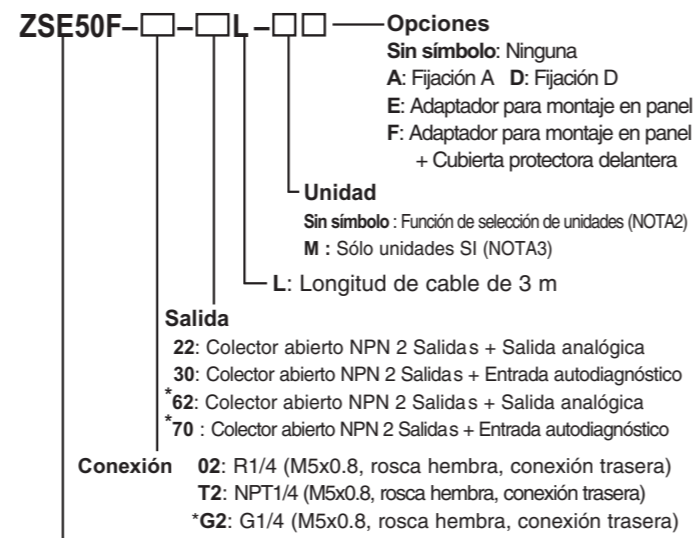 ZSE50F–□–□L–□□
Opciones
Sin símbolo: Ninguna
A: Fijación A D: Fijación D
E: Adaptador para montaje en panel
F: Adaptador para montaje en panel
+ Cubierta protectora delantera
Unidad
Sin símbolo : Función de selección de unidades (NOTA2)
M : Sólo unidades SI (NOTA3)
L: Longitud de cable de 3 m
Salida
22: Colector abierto NPN 2 Salidas + Salida analógica
30: Colector abierto NPN 2 Salidas + Entrada autodiagnóstico
*62: Colector abierto NPN 2 Salidas + Salida analógica
*70 : Colector abierto NPN 2 Salidas + Entrada autodiagnóstico
Conexión 02: R1/4 (M5x0.8, rosca hembra, conexión trasera)
T2: NPT1/4 (M5x0.8, rosca hembra, conexión trasera)
*G2: G1/4 (M5x0.8, rosca hembra, conexión trasera)